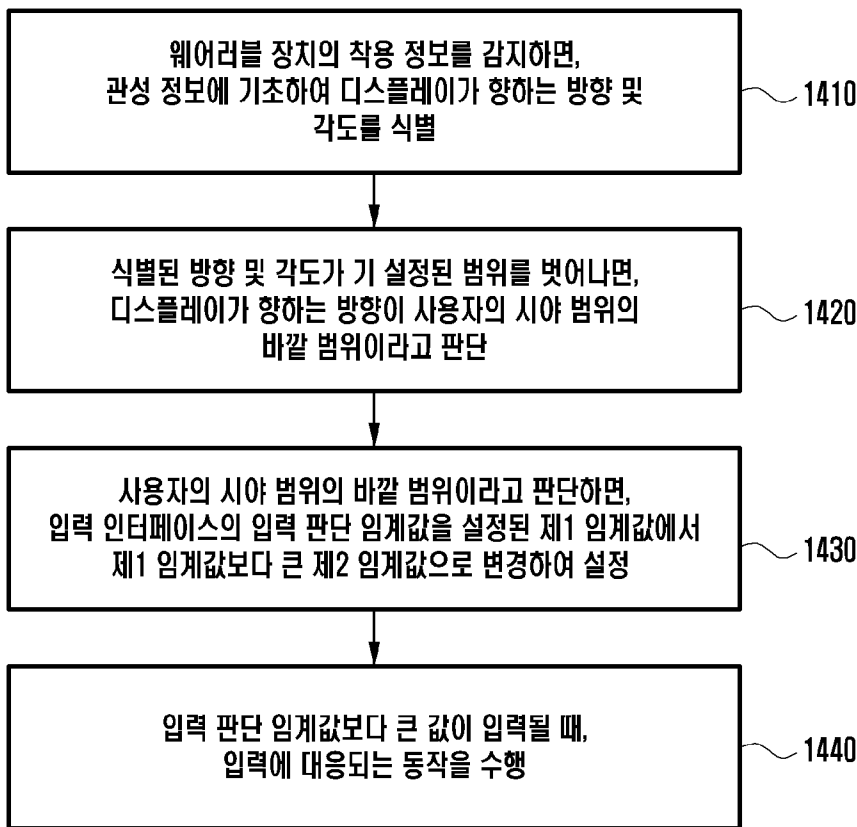 웨어러블 장치의 착용 정보를 감지하면,
관성 정보에 기초하여 디스플레이가 향하는 방향 및
각도를 식별
1410
식별된 방향 및 각도가 기 설정된 범위를 벗어나면,
디스플레이가 향하는 방향이 사용자의 시야 범위의
바깥 범위이라고 판단
1420
사용자의 시야 범위의 바깥 범위이라고 판단하면,
입력 인터페이스의 입력 판단 임계값을 설정된 제1 임계값에서
제1 임계값보다 큰 제2 임계값으로 변경하여 설정
1430
입력 판단 임계값보다 큰 값이 입력될 때,
입력에 대응되는 동작을 수행
1440